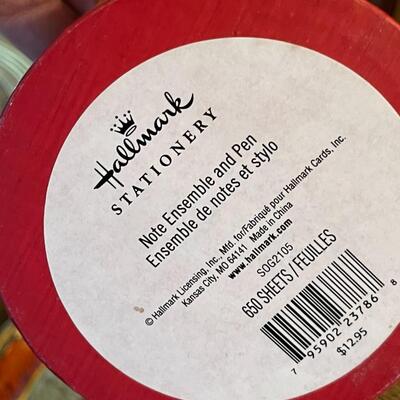 Hallmark
STATIONERY
Note Ensemble and Pen
Ensemble de notes et stylo
© Hallmark Licensing, Inc., Mfd. for/Fabriqué pour Hallmark Cards, Inc.
Kansas City, MO 64141 Made in China
www.hallmark.com
SOG2105
650 SHEETS / FEUILLES
7 95902 23786 8
$12.95